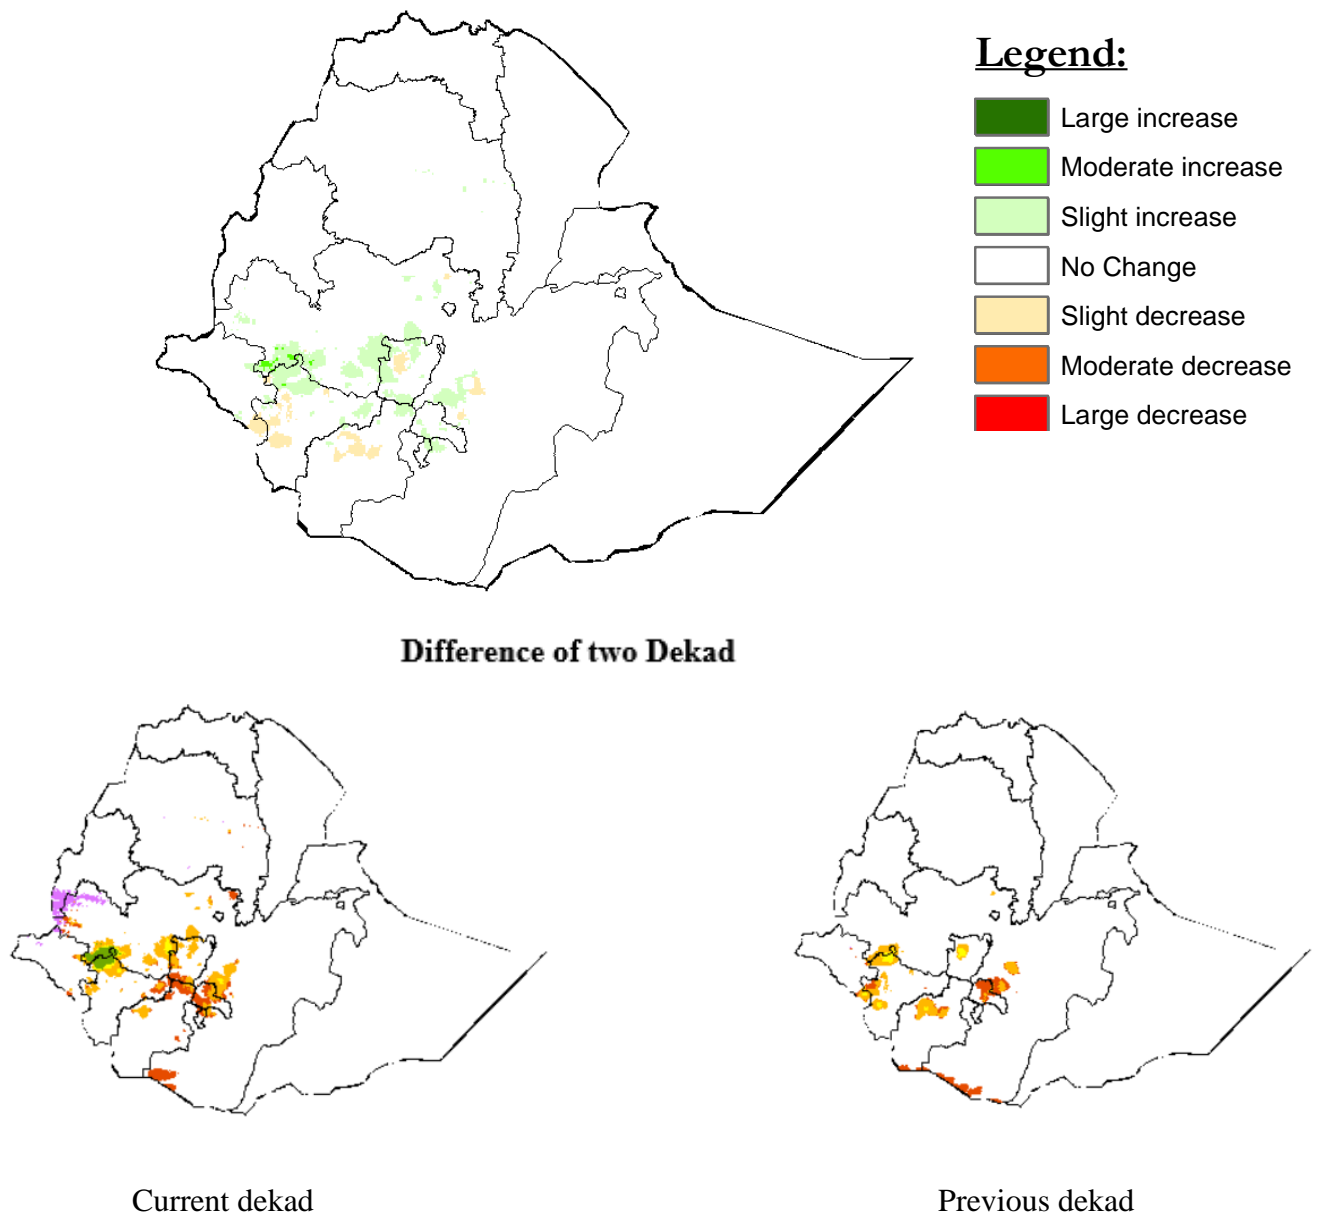 Legend:
Large increase
Moderate increase
Slight increase
No Change
Slight decrease
Moderate decrease
Large decrease
Difference of two Dekad
Current dekad
Previous dekad